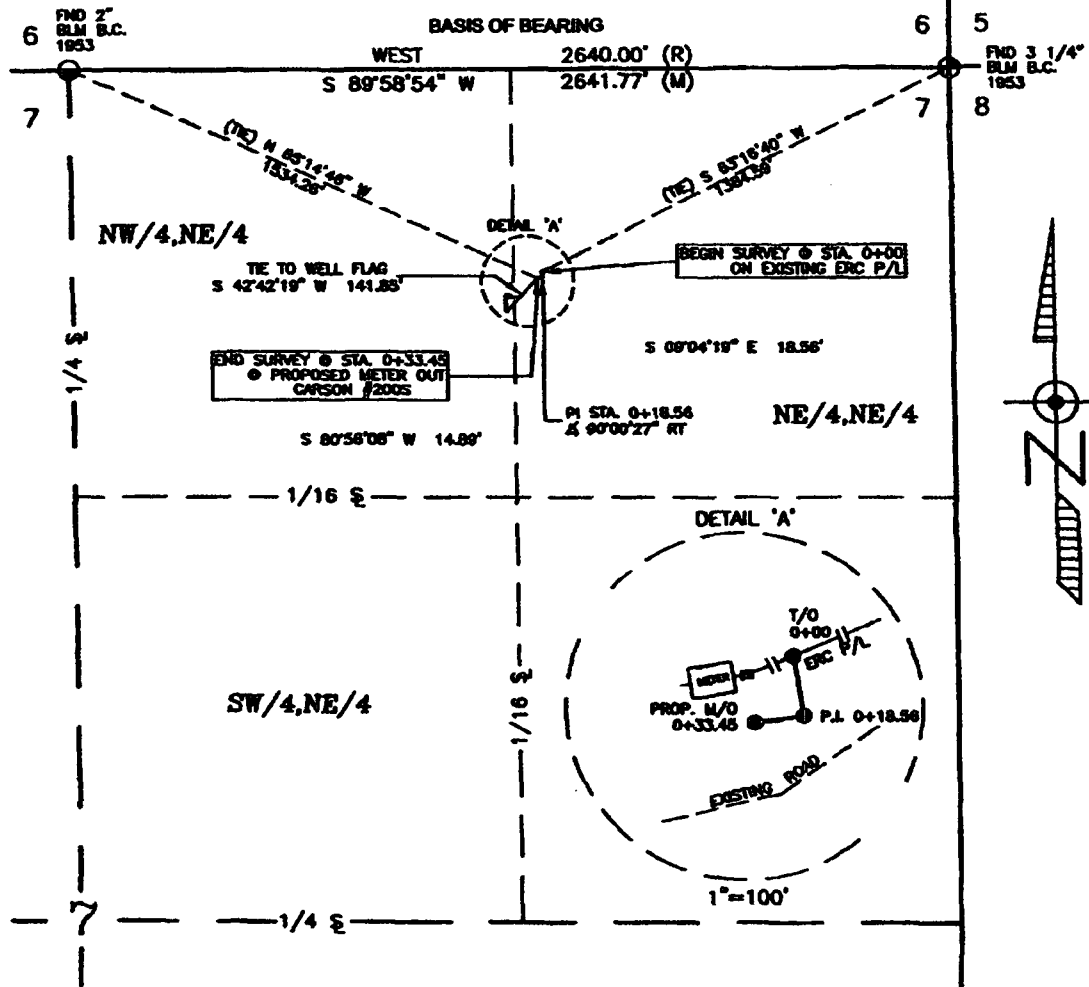 6
FND 2"
BLM B.C.
1953
BASIS OF BEARING
6
5
WEST 2640.00' (R)
S 89°58'54" W 2641.77' (M)
FND 3 1/4"
BLM B.C.
1953
7
7
8
(TIE) N 65°14'46" W
1534.26'
(TIE) S 63°16'40" W
NW/4,NE/4
DETAIL 'A'
TIE TO WELL FLAG
S 42°42'19" W 141.85'
BEGIN SURVEY @ STA. 0+00
ON EXISTING ERC P/L
S 09°04'19" E 18.56'
END SURVEY @ STA. 0+33.45
@ PROPOSED METER OUT
CARSON #200S
1/4 ℄
PI STA. 0+18.56
90°00'27" RT
NE/4,NE/4
S 80°56'08" W 14.89'
1/16 ℄
DETAIL 'A'
T/O
0+00
ERC P/L
METER
PROP. M/O
0+33.45
P.I. 0+18.56
SW/4,NE/4
1/16 ℄
EXISTING ROAD
1"=100'
7
1/4 ℄
N